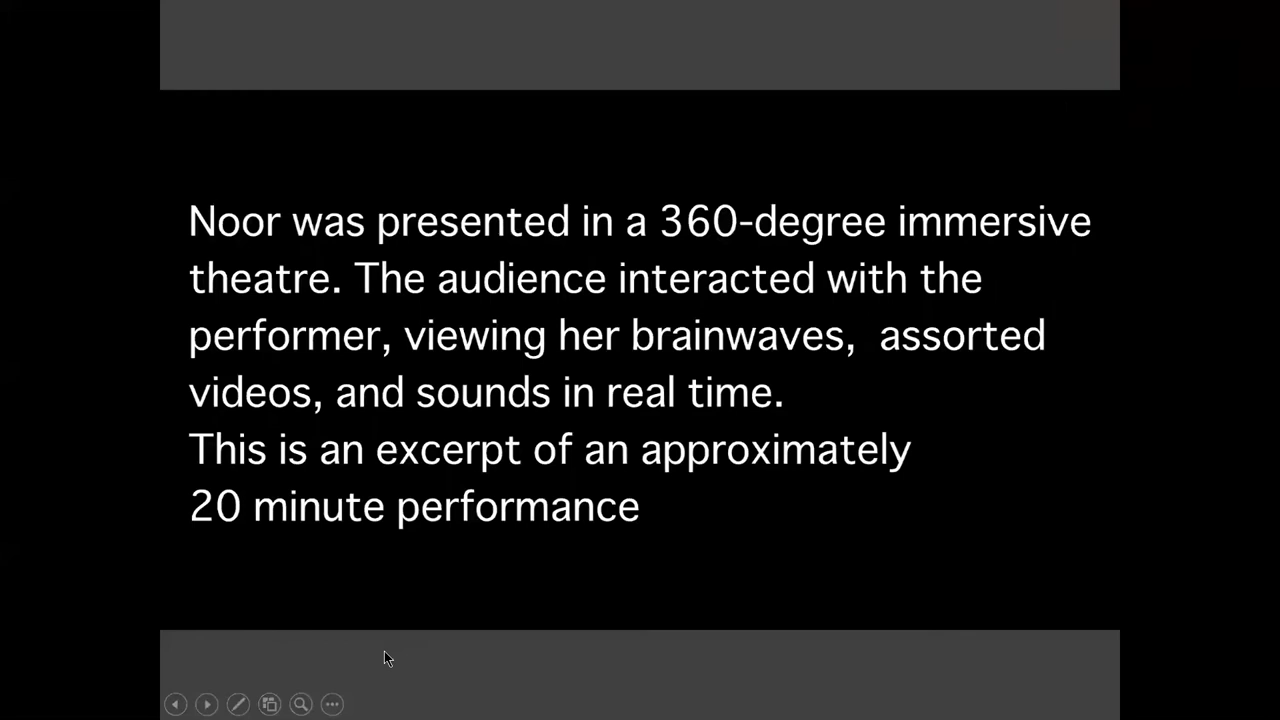 Noor was presented in a 360-degree immersive
theatre. The audience interacted with the
performer, viewing her brainwaves,  assorted
videos, and sounds in real time.
This is an excerpt of an approximately
20 minute performance